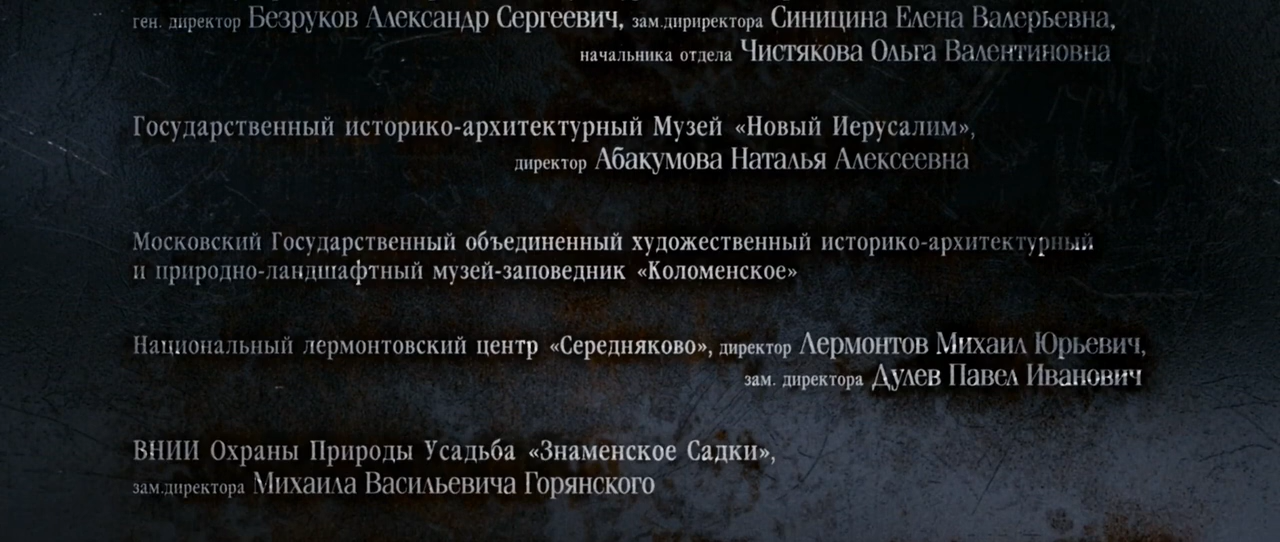 ген. директор Безруков Александр Сергеевич, зам.дириректора Синицина Елена Валерьевна,
начальника отдела Чистякова Ольга Валентиновна
Государственный историко-архитектурный Музей «Новый Иерусалим»,
директор Абакумова Наталья Алексеевна
Московский Государственный объединенный художественный историко-архитектурный
и природно-ландшафтный музей-заповедник «Коломенское»
Национальный лермонтовский центр «Середняково», директор Лермонтов Михаил Юрьевич,
зам. директора Дулев Павел Иванович
ВНИИ Охраны Природы Усадьба «Знаменское Садки»,
зам.директора Михаила Васильевича Горянского